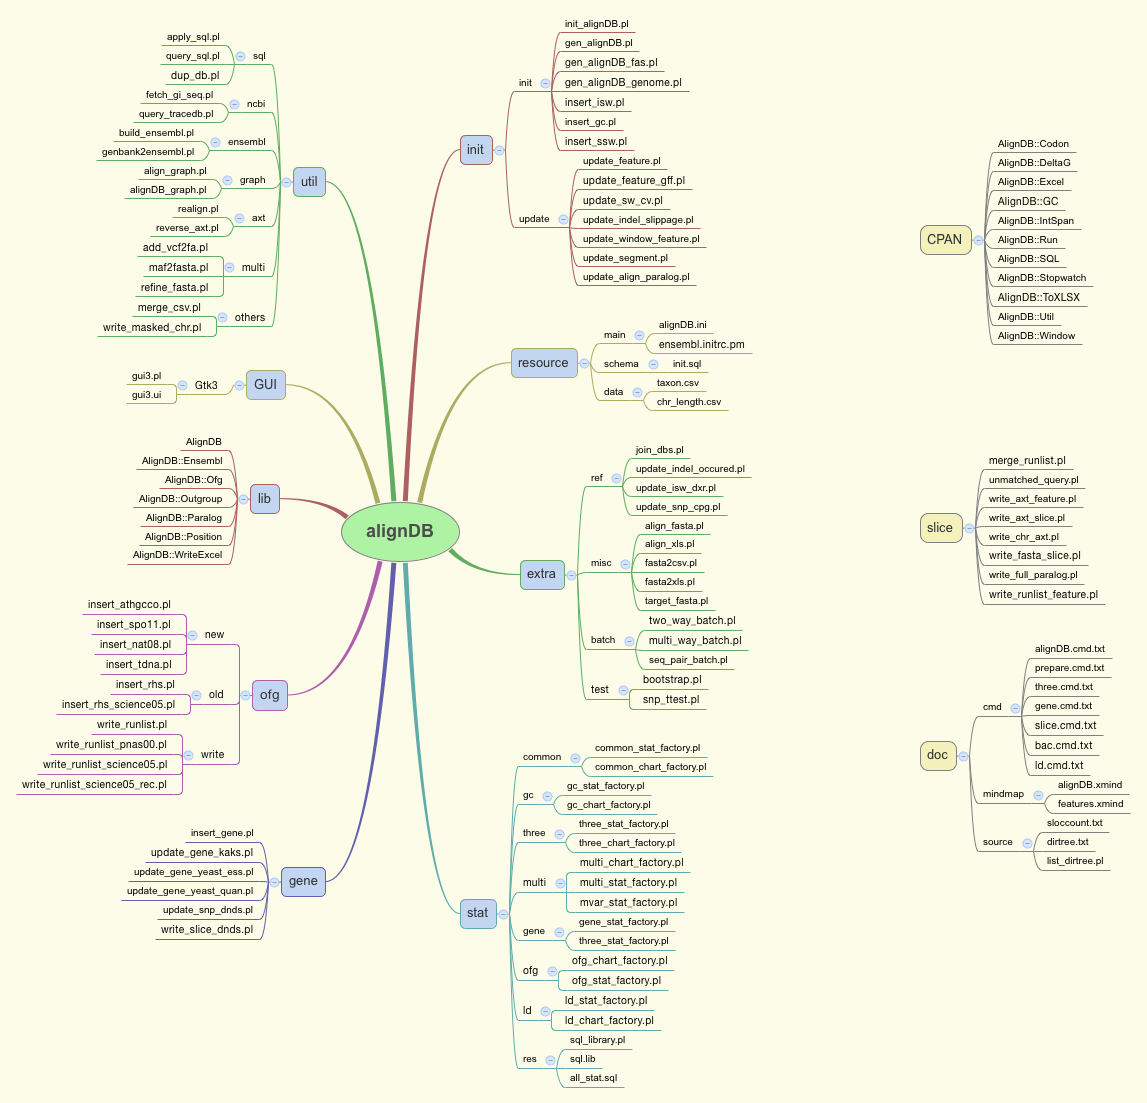 alignDB
util
sql
apply_sql.pl
query_sql.pl
dup_db.pl
ncbi
fetch_gi_seq.pl
query_tracedb.pl
ensembl
build_ensembl.pl
genbank2ensembl.pl
graph
align_graph.pl
alignDB_graph.pl
axt
realign.pl
reverse_axt.pl
multi
add_vcf2fa.pl
maf2fasta.pl
refine_fasta.pl
others
merge_csv.pl
write_masked_chr.pl
GUI
Gtk3
gui3.pl
gui3.ui
lib
AlignDB
AlignDB::Ensembl
AlignDB::Ofg
AlignDB::Outgroup
AlignDB::Paralog
AlignDB::Position
AlignDB::WriteExcel
ofg
new
insert_athgcco.pl
insert_spo11.pl
insert_nat08.pl
insert_tdna.pl
old
insert_rhs.pl
insert_rhs_science05.pl
write
write_runlist.pl
write_runlist_pnas00.pl
write_runlist_science05.pl
write_runlist_science05_rec.pl
gene
insert_gene.pl
update_gene_kaks.pl
update_gene_yeast_ess.pl
update_gene_yeast_quan.pl
update_snp_dnds.pl
write_slice_dnds.pl
init
init
init_alignDB.pl
gen_alignDB.pl
gen_alignDB_fas.pl
gen_alignDB_genome.pl
insert_isw.pl
insert_gc.pl
insert_ssw.pl
update
update_feature.pl
update_feature_gff.pl
update_sw_cv.pl
update_indel_slippage.pl
update_window_feature.pl
update_segment.pl
update_align_paralog.pl
resource
main
alignDB.ini
ensembl.initrc.pm
schema
init.sql
data
taxon.csv
chr_length.csv
extra
ref
join_dbs.pl
update_indel_occured.pl
update_isw_dxr.pl
update_snp_cpg.pl
misc
align_fasta.pl
align_xls.pl
fasta2csv.pl
fasta2xls.pl
target_fasta.pl
batch
two_way_batch.pl
multi_way_batch.pl
seq_pair_batch.pl
test
bootstrap.pl
snp_ttest.pl
stat
common
common_stat_factory.pl
common_chart_factory.pl
gc
gc_stat_factory.pl
gc_chart_factory.pl
three
three_stat_factory.pl
three_chart_factory.pl
multi
multi_chart_factory.pl
multi_stat_factory.pl
mvar_stat_factory.pl
gene
gene_stat_factory.pl
three_stat_factory.pl
ofg
ofg_chart_factory.pl
ofg_stat_factory.pl
ld
ld_stat_factory.pl
ld_chart_factory.pl
res
sql_library.pl
sql.lib
all_stat.sql
CPAN
AlignDB::Codon
AlignDB::DeltaG
AlignDB::Excel
AlignDB::GC
AlignDB::IntSpan
AlignDB::Run
AlignDB::SQL
AlignDB::Stopwatch
AlignDB::ToXLSX
AlignDB::Util
AlignDB::Window
slice
merge_runlist.pl
unmatched_query.pl
write_axt_feature.pl
write_axt_slice.pl
write_chr_axt.pl
write_fasta_slice.pl
write_full_paralog.pl
write_runlist_feature.pl
doc
cmd
alignDB.cmd.txt
prepare.cmd.txt
three.cmd.txt
gene.cmd.txt
slice.cmd.txt
bac.cmd.txt
ld.cmd.txt
mindmap
alignDB.xmind
features.xmind
source
sloccount.txt
dirtree.txt
list_dirtree.pl